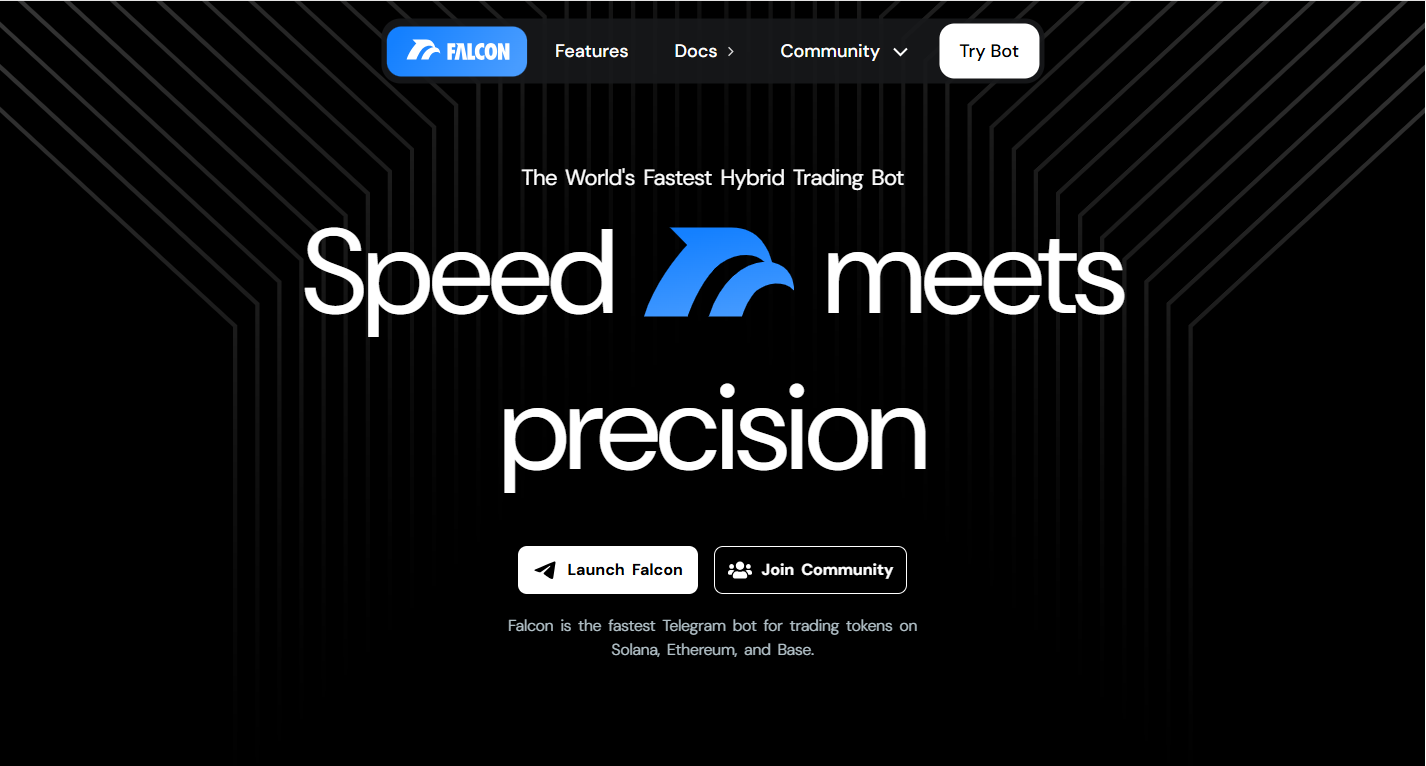 FALCON
Features
Docs
Community
Try Bot
The World's Fastest Hybrid Trading Bot
Speed meets
precision
Launch Falcon
Join Community
Falcon is the fastest Telegram bot for trading tokens on
Solana, Ethereum, and Base.